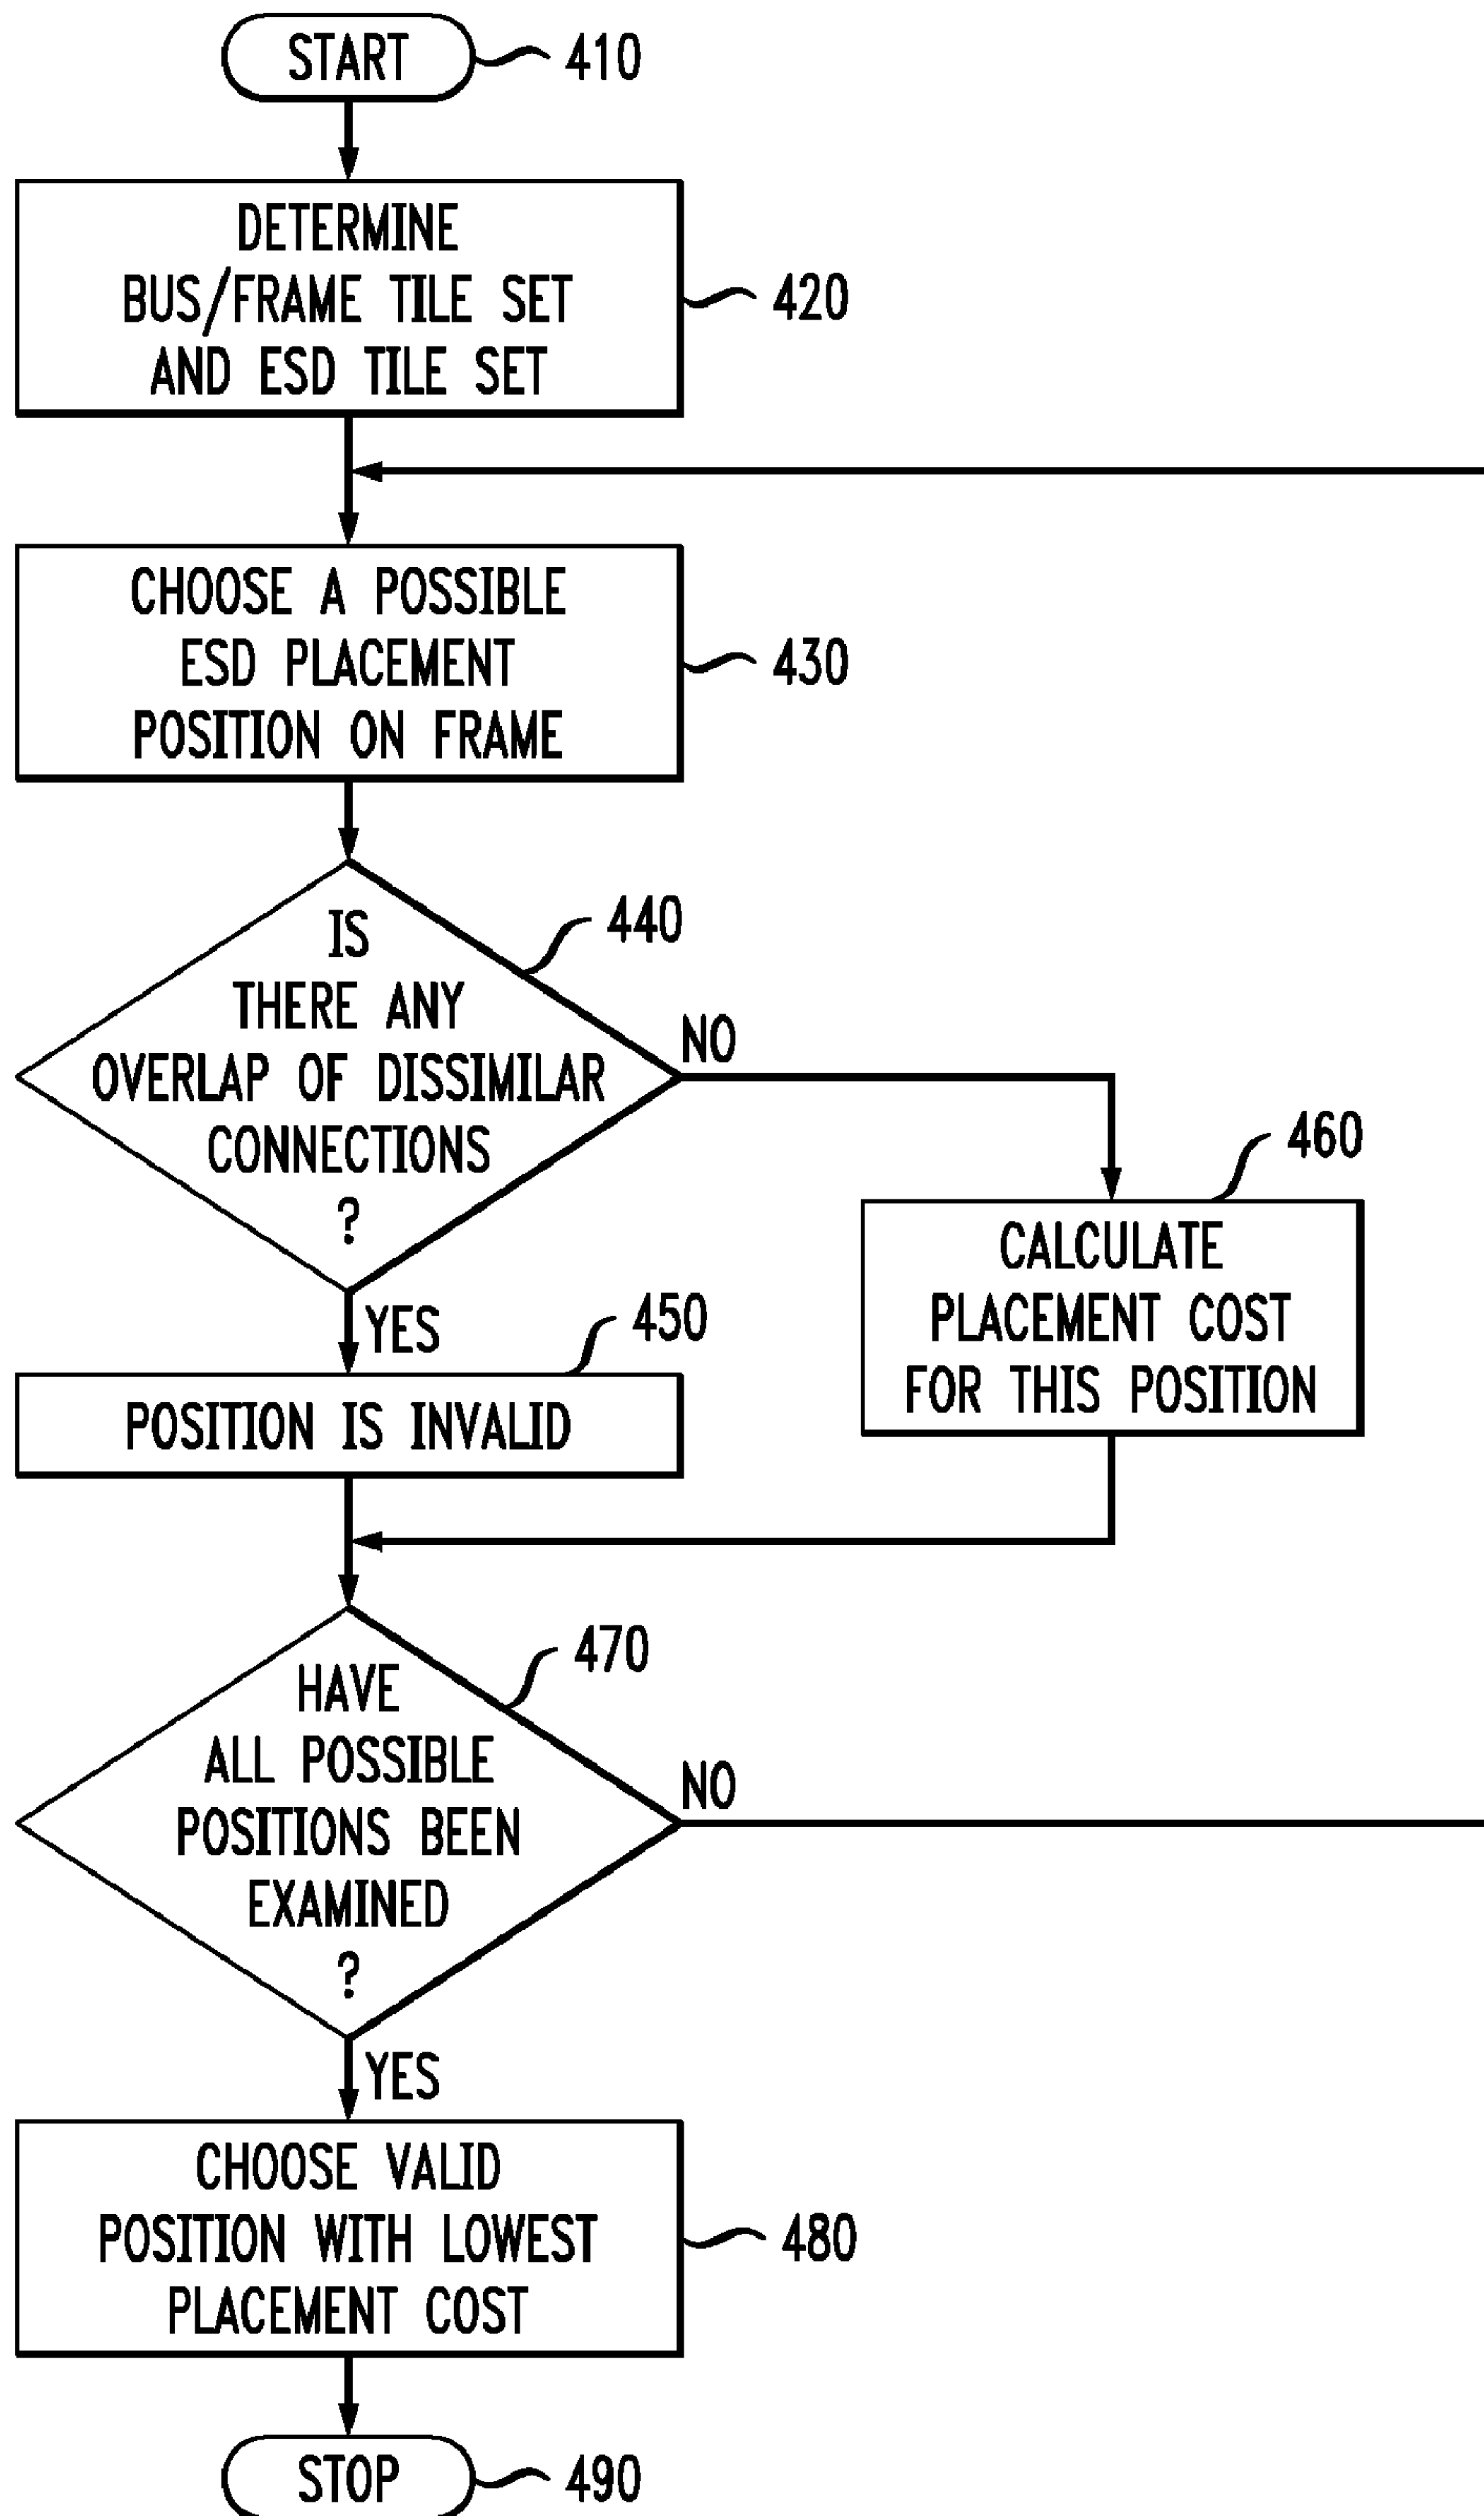 START
410
DETERMINE
BUS/FRAME TILE SET
AND ESD TILE SET
420
CHOOSE A POSSIBLE
ESD PLACEMENT
POSITION ON FRAME
430
IS
THERE ANY
OVERLAP OF DISSIMILAR
CONNECTIONS
?
440
NO
YES
460
CALCULATE
PLACEMENT COST
FOR THIS POSITION
450
POSITION IS INVALID
HAVE
ALL POSSIBLE
POSITIONS BEEN
EXAMINED
?
470
NO
YES
CHOOSE VALID
POSITION WITH LOWEST
PLACEMENT COST
480
STOP
490